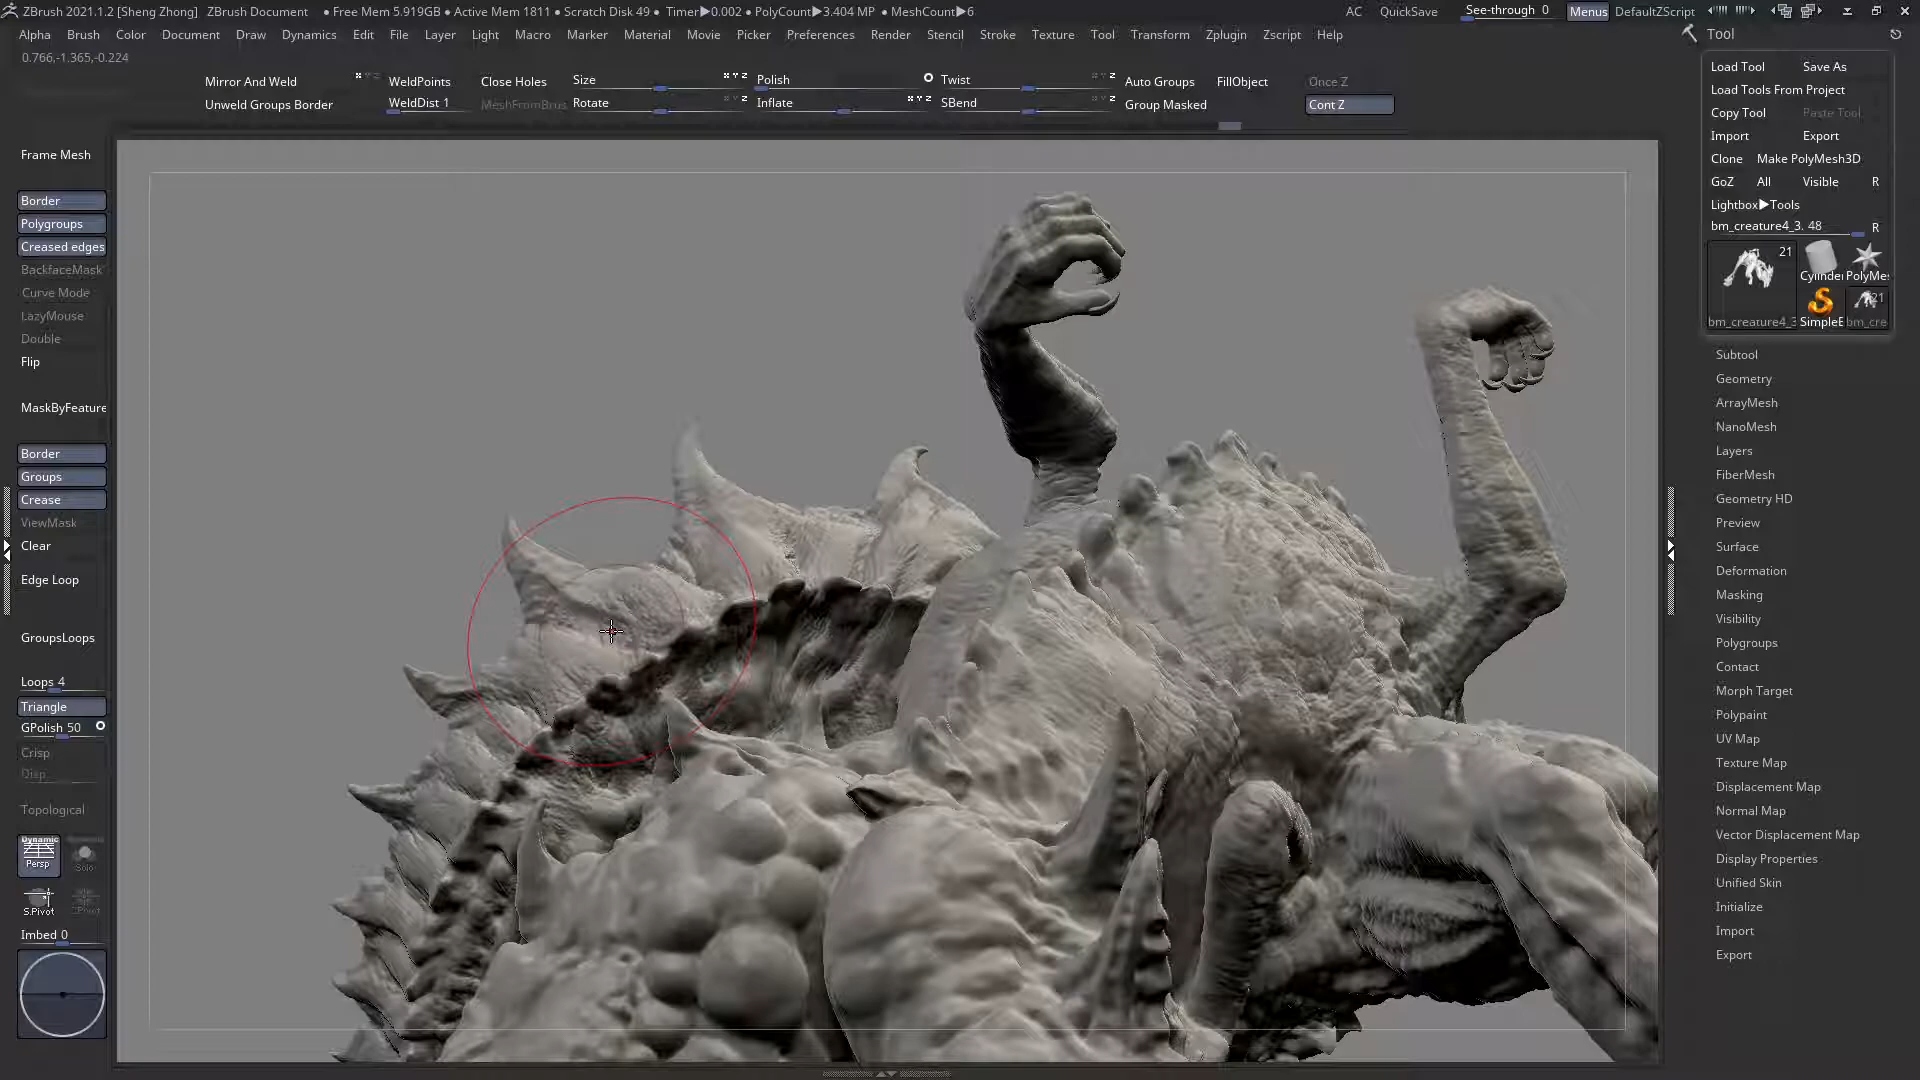 ZBrush 2021.1.2 [Sheng Zhong] ZBrush Document • Free Mem 5.919GB • Active Mem 1811 • Scratch Disk 49 • Timer▶0.002 • PolyCount▶3.404 MP • MeshCount▶6 AC QuickSave See-through 0 Menus DefaultZScript
Alpha Brush Color Document Draw Dynamics Edit File Layer Light Macro Marker Material Movie Picker Preferences Render Stencil Stroke Texture Tool Transform Zplugin Zscript Help
0.766,-1.365,-0.224
Mirror And Weld WeldPoints Close Holes Size Polish Twist Auto Groups FillObject Once Z
Unweld Groups Border WeldDist 1 MeshFromBrus Rotate Inflate SBend Group Masked Cont Z
Frame Mesh
Border
Polygroups
Creased edges
BackfaceMask
Curve Mode
LazyMouse
Double
Flip
MaskByFeature
Border
Groups
Crease
ViewMask
Clear
Edge Loop
GroupsLoops
Loops 4
Triangle
GPolish 50
Crisp
Disp
Topological
Dynamic
Persp Solo
S.Pivot
Imbed 0
Tool
Load Tool Save As
Load Tools From Project
Copy Tool Paste Tool
Import Export
Clone Make PolyMesh3D
GoZ All Visible R
Lightbox▶Tools
bm_creature4_3. 48 R
21
Cylinder PolyMes
21
bm_creature4_3 SimpleE bm_cre
Subtool
Geometry
ArrayMesh
NanoMesh
Layers
FiberMesh
Geometry HD
Preview
Surface
Deformation
Masking
Visibility
Polygroups
Contact
Morph Target
Polypaint
UV Map
Texture Map
Displacement Map
Normal Map
Vector Displacement Map
Display Properties
Unified Skin
Initialize
Import
Export